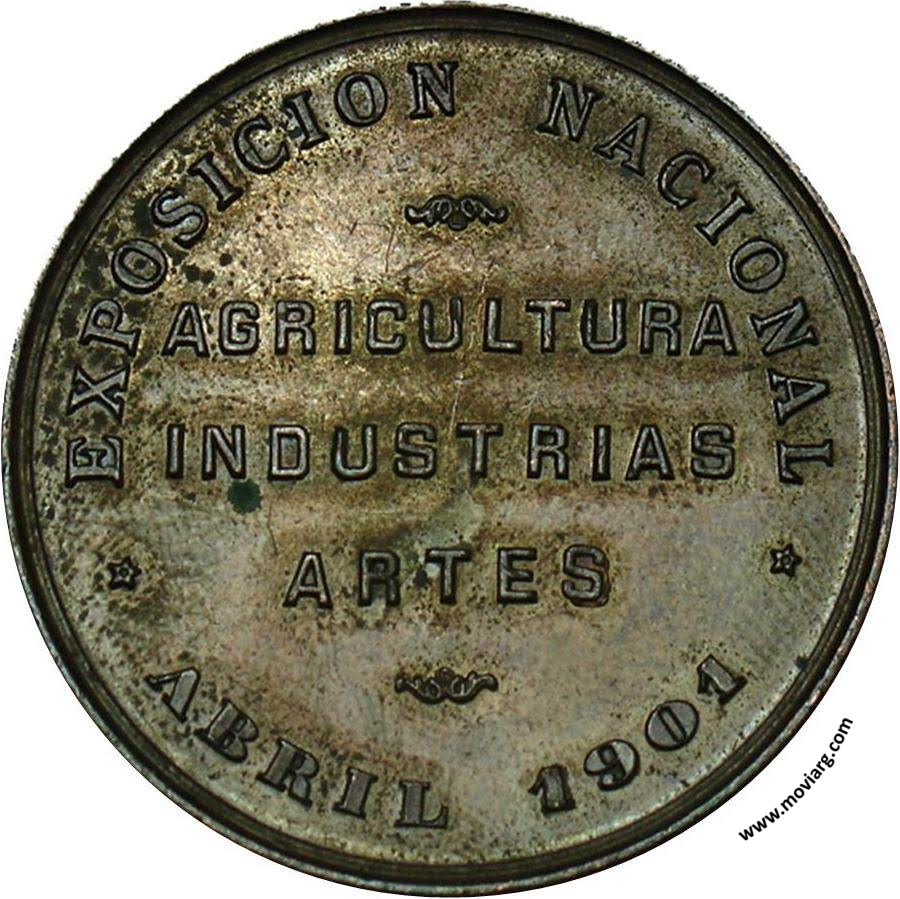 EXPOSICION NACIONAL
AGRICULTURA
INDUSTRIAS
ARTES
ABRIL 1901
www.moviarg.com